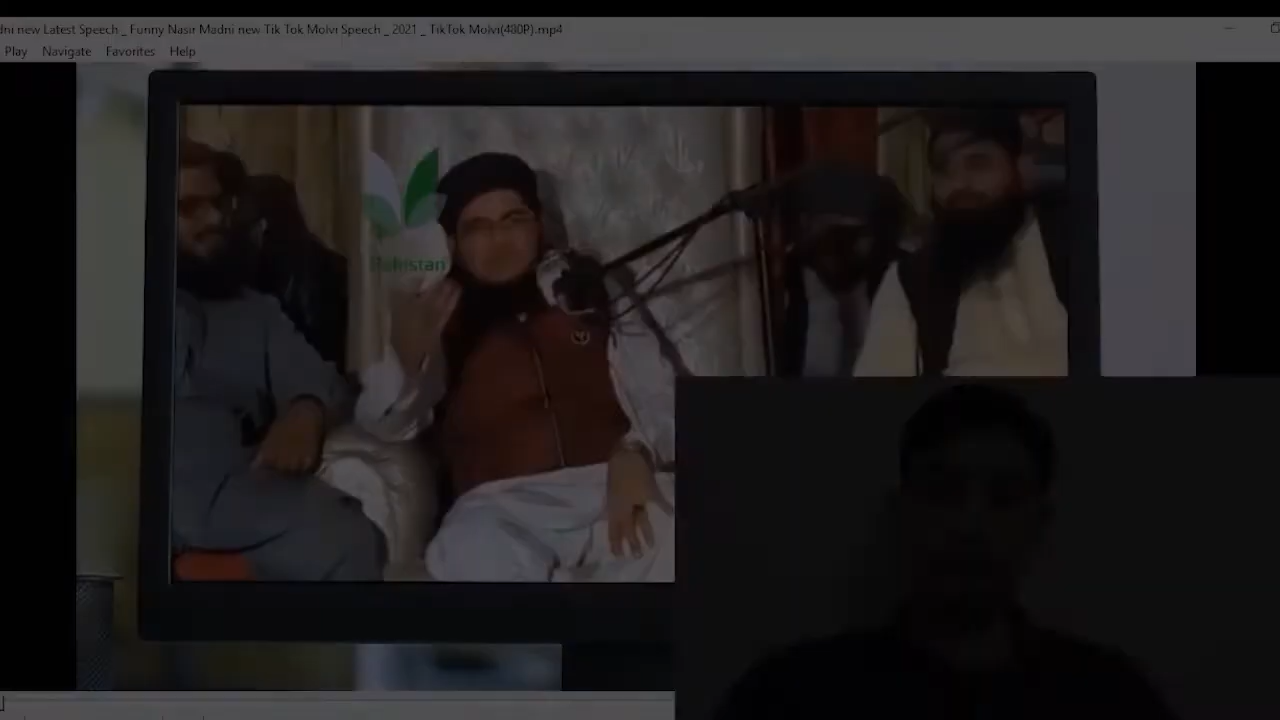 dni new Latest Speech _ Funny Nasir Madni new Tik Tok Molvi Speech _ 2021 _ TikTok Molvi(480P).mp4
Play Navigate Favorites Help
Pakistan